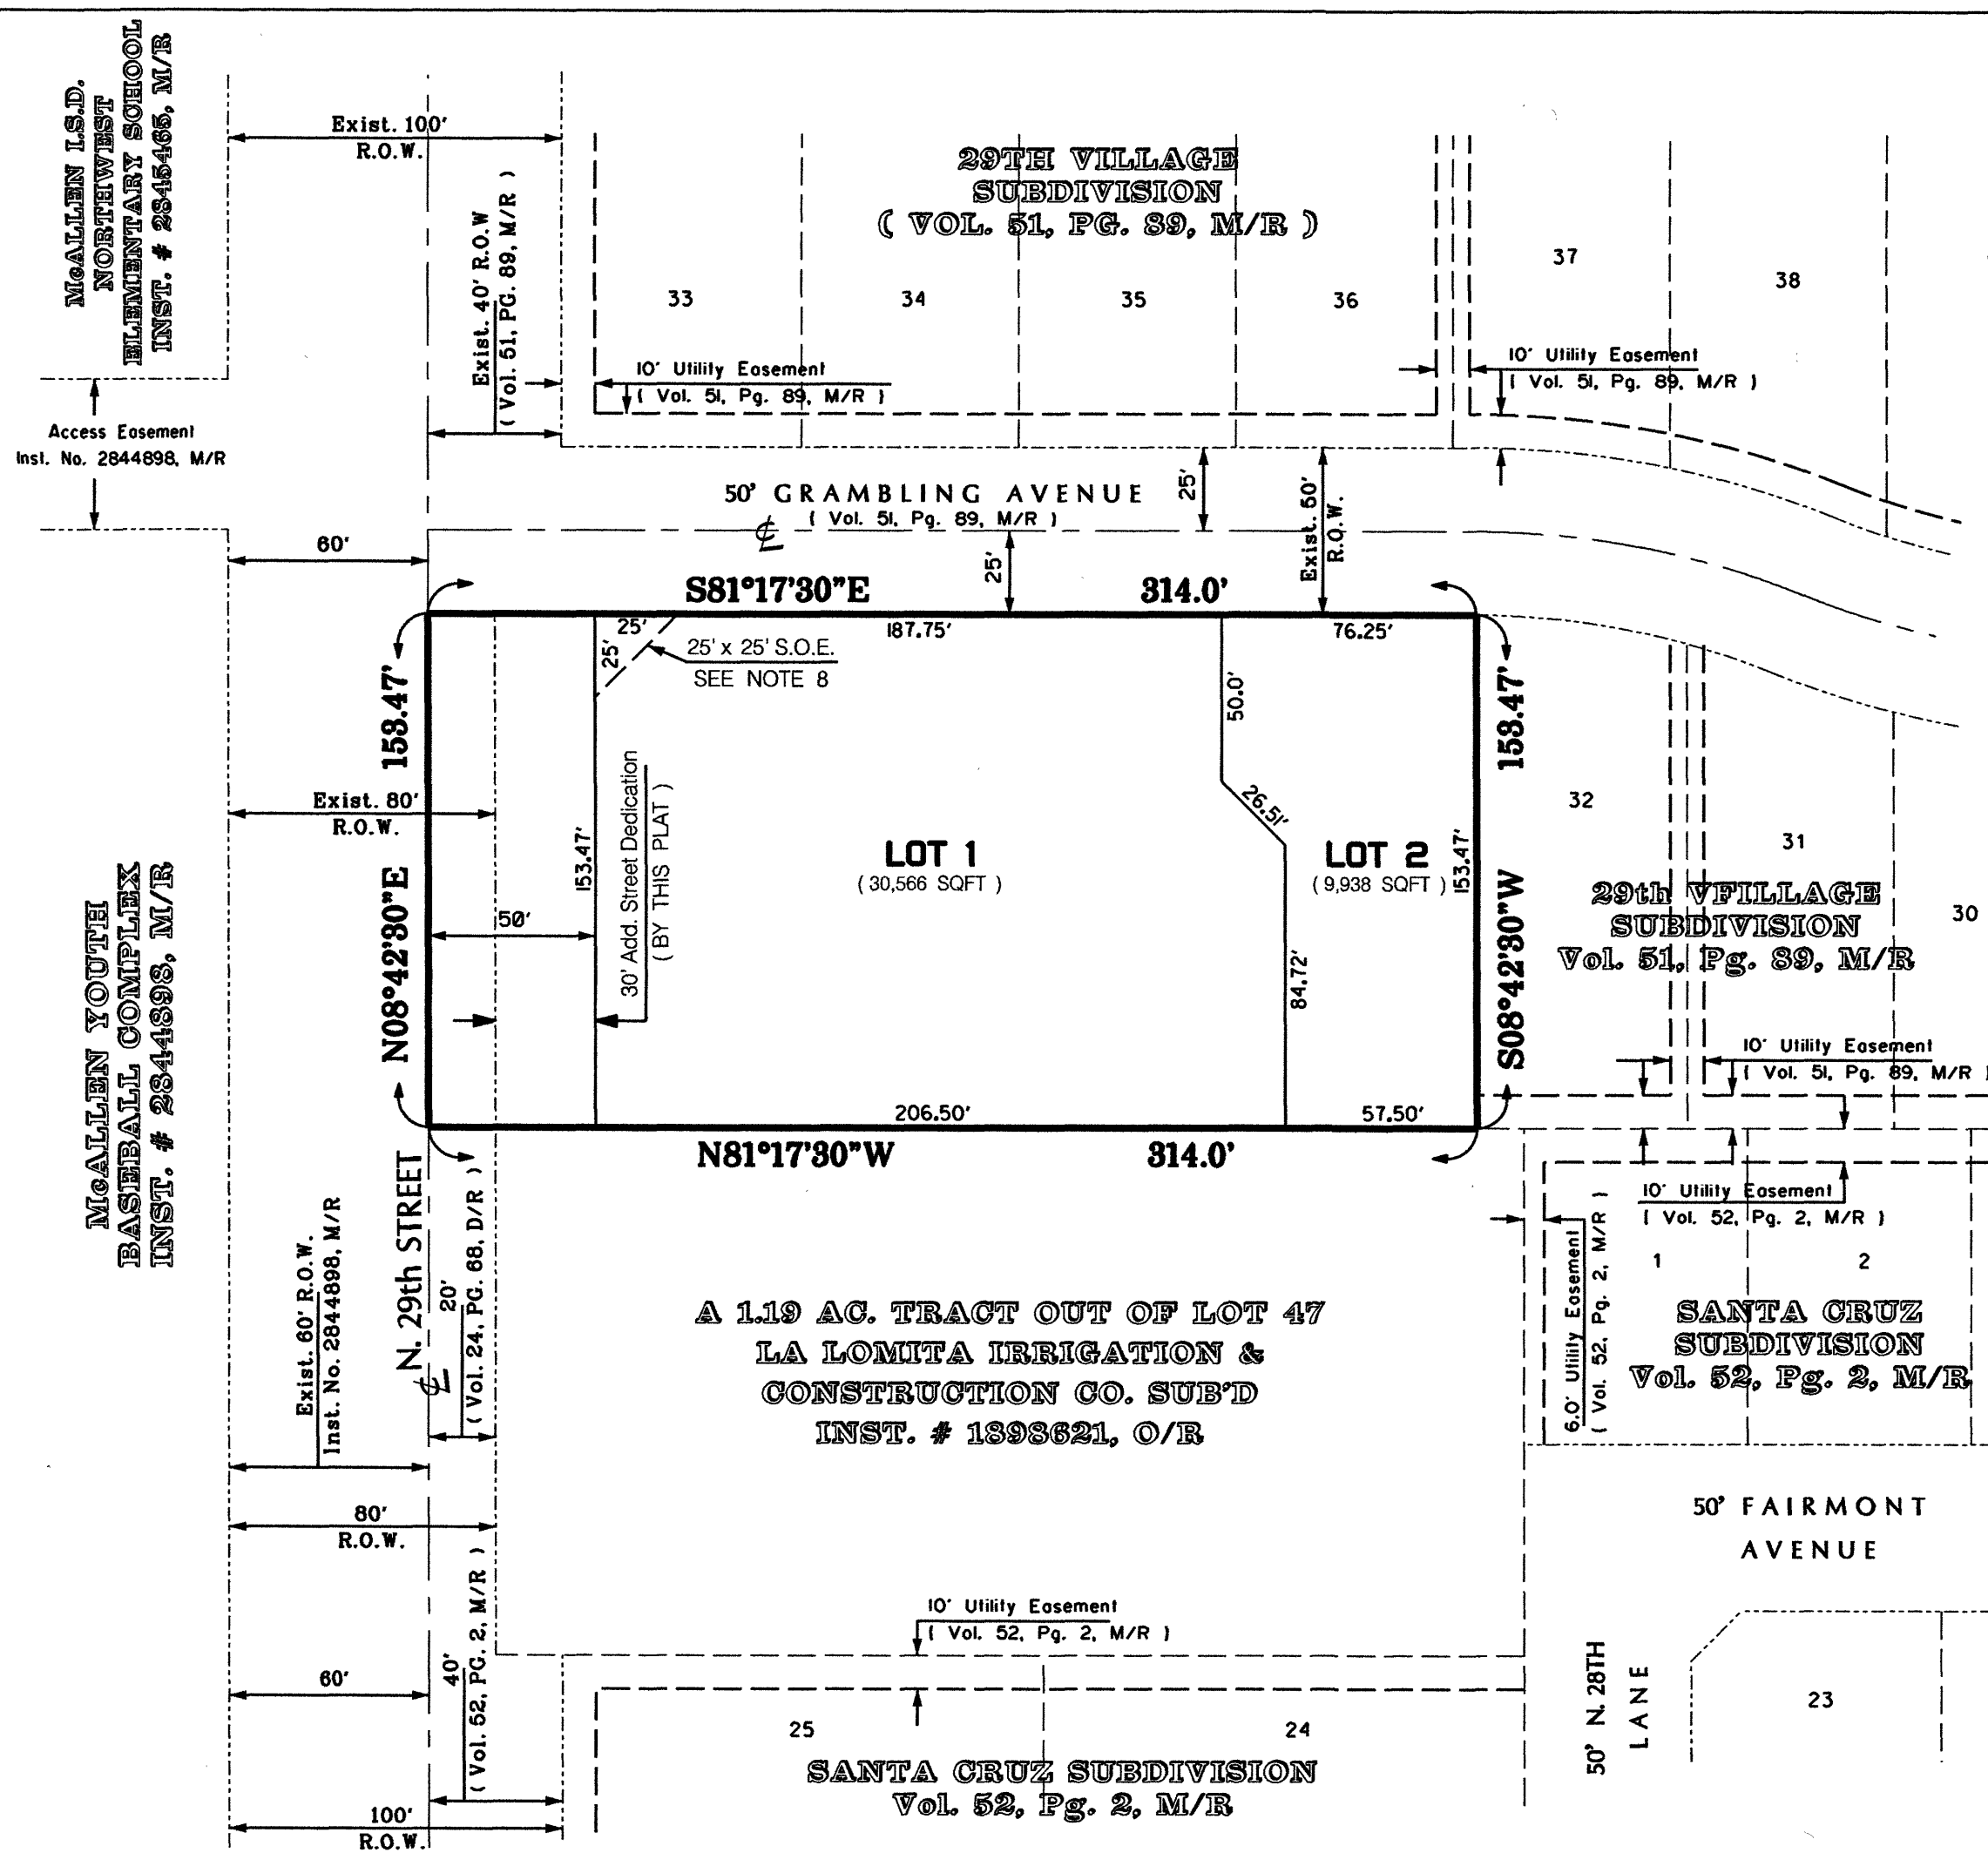 McALLEN I.S.D.
NORTHWEST
ELEMENTARY SCHOOL
INST. # 2845465, M/R
Exist. 100'
R.O.W.
Exist. 40' R.O.W
( Vol. 51, PG. 89, M/R )
29TH VILLAGE
SUBDIVISION
( VOL. 51, PG. 89, M/R )
33
34
35
36
37
38
10' Utility Easement
( Vol. 51, Pg. 89, M/R )
10' Utility Easement
( Vol. 51, Pg. 89, M/R )
Access Easement
Inst. No. 2844898, M/R
50' GRAMBLING AVENUE
( Vol. 51, Pg. 89, M/R )
25'
25'
Exist. 50'
R.O.W.
60'
S81°17'30"E 314.0'
25'
25'
187.75'
76.25'
25' x 25' S.O.E.
SEE NOTE 8
N08°42'30"E 153.47'
153.47'
S08°42'30"W
50.0'
26.51'
84.72'
Exist. 80'
R.O.W.
153.47'
30' Add. Street Dedication
( BY THIS PLAT )
50'
LOT 1
( 30,566 SQFT )
LOT 2
( 9,938 SQFT )
153.47'
32
31
30
29th VFILLAGE
SUBDIVISION
Vol. 51, Pg. 89, M/R
10' Utility Easement
( Vol. 51, Pg. 89, M/R )
McALLEN YOUTH
BASEBALL COMPLEX
INST. # 2844898, M/R
206.50'
57.50'
N81°17'30"W 314.0'
N. 29th STREET
20'
( Vol. 24, PG. 68, D/R )
Exist. 60' R.O.W.
Inst. No. 2844898, M/R
A 1.19 AC. TRACT OUT OF LOT 47
LA LOMITA IRRIGATION &
CONSTRUCTION CO. SUB'D
INST. # 1898621, O/R
10' Utility Easement
( Vol. 52, Pg. 2, M/R )
6.0' Utility Easement
( Vol. 52, Pg. 2, M/R )
1
2
SANTA CRUZ
SUBDIVISION
Vol. 52, Pg. 2, M/R
80'
R.O.W.
50' FAIRMONT
AVENUE
10' Utility Easement
( Vol. 52, Pg. 2, M/R )
60'
40'
( Vol. 52, PG. 2, M/R )
100'
R.O.W.
25
24
SANTA CRUZ SUBDIVISION
Vol. 52, Pg. 2, M/R
50' N. 28TH
LANE
23